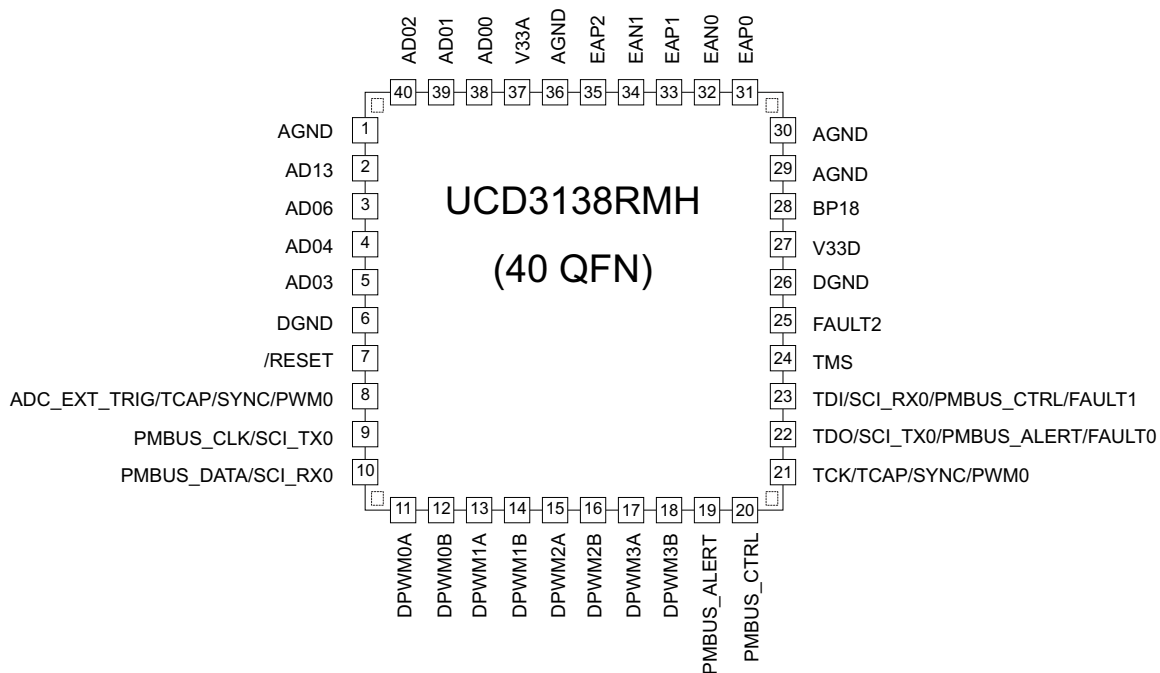 AD02
AD01
AD00
V33A
AGND
EAP2
EAN1
EAP1
EAN0
EAP0
40
39
38
37
36
35
34
33
32
31
AGND
1
AD13
2
AD06
3
AD04
4
AD03
5
DGND
6
/RESET
7
ADC_EXT_TRIG/TCAP/SYNC/PWM0
8
PMBUS_CLK/SCI_TX0
9
PMBUS_DATA/SCI_RX0
10
UCD3138RMH
(40 QFN)
30
AGND
29
AGND
28
BP18
27
V33D
26
DGND
25
FAULT2
24
TMS
23
TDI/SCI_RX0/PMBUS_CTRL/FAULT1
22
TDO/SCI_TX0/PMBUS_ALERT/FAULT0
21
TCK/TCAP/SYNC/PWM0
11
12
13
14
15
16
17
18
19
20
DPWM0A
DPWM0B
DPWM1A
DPWM1B
DPWM2A
DPWM2B
DPWM3A
DPWM3B
PMBUS_ALERT
PMBUS_CTRL